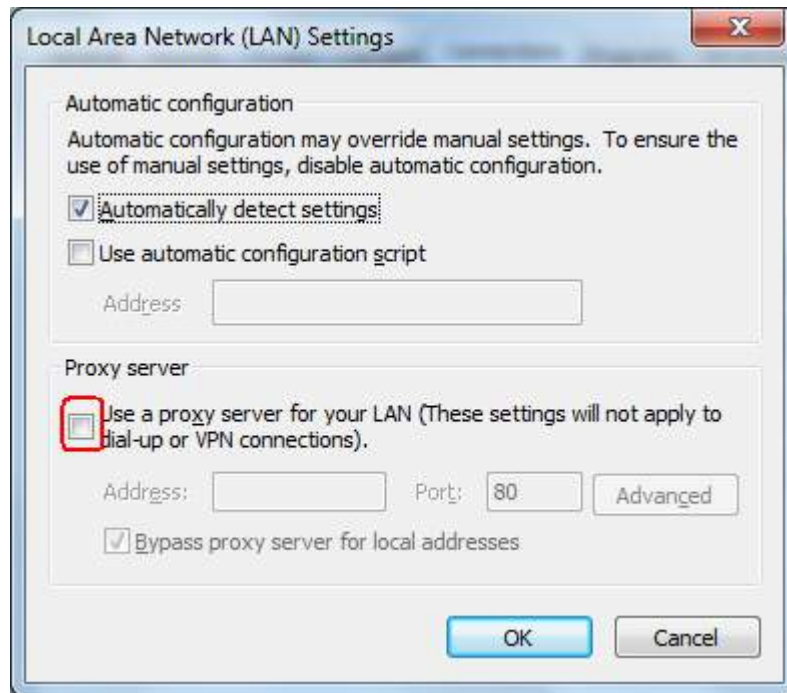 Local Area Network (LAN) Settings
Automatic configuration
Automatic configuration may override manual settings. To ensure the
use of manual settings, disable automatic configuration.
Automatically detect settings
Use automatic configuration script
Address
Proxy server
Use a proxy server for your LAN (These settings will not apply to
dial-up or VPN connections).
Address:
Port:
80
Advanced
Bypass proxy server for local addresses
OK
Cancel